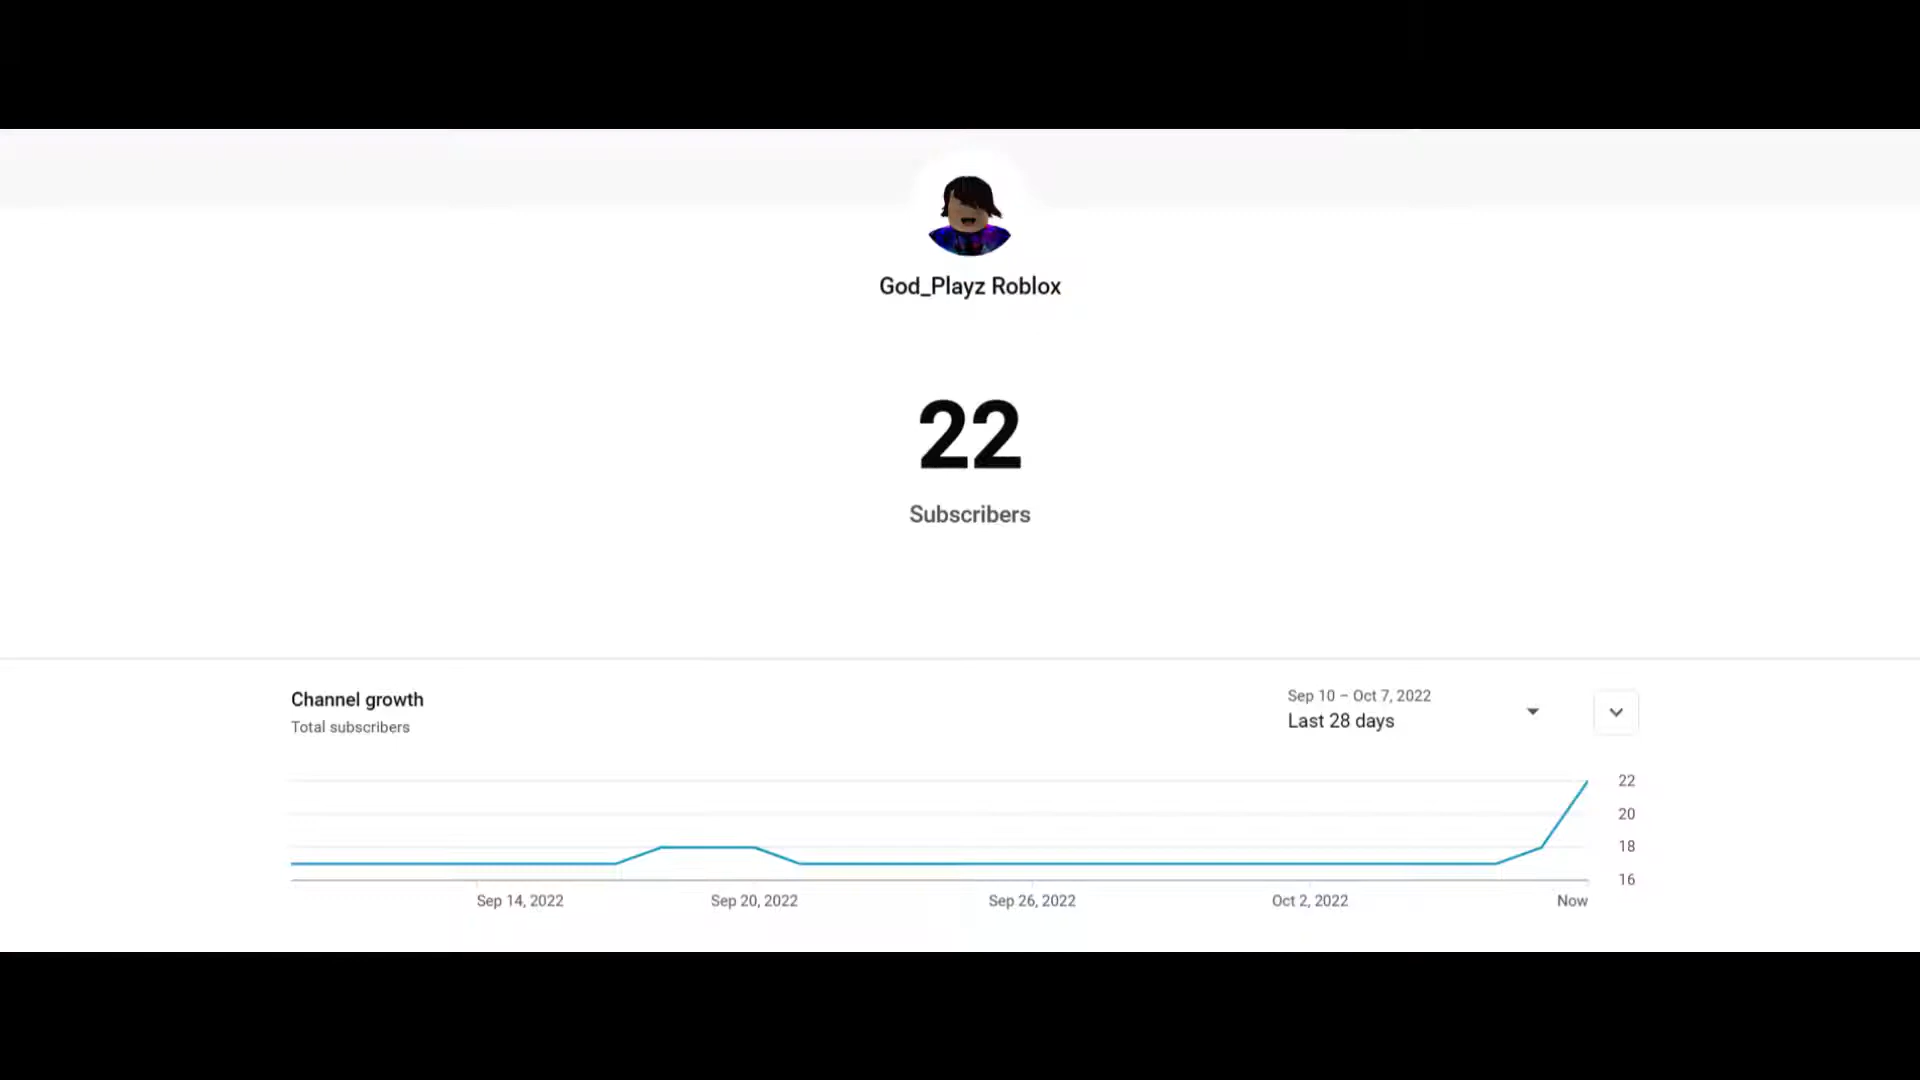 God_Playz Roblox
22
Subscribers
Channel growth
Total subscribers
Sep 10 – Oct 7, 2022
Last 28 days
22
20
18
16
Sep 14, 2022
Sep 20, 2022
Sep 26, 2022
Oct 2, 2022
Now